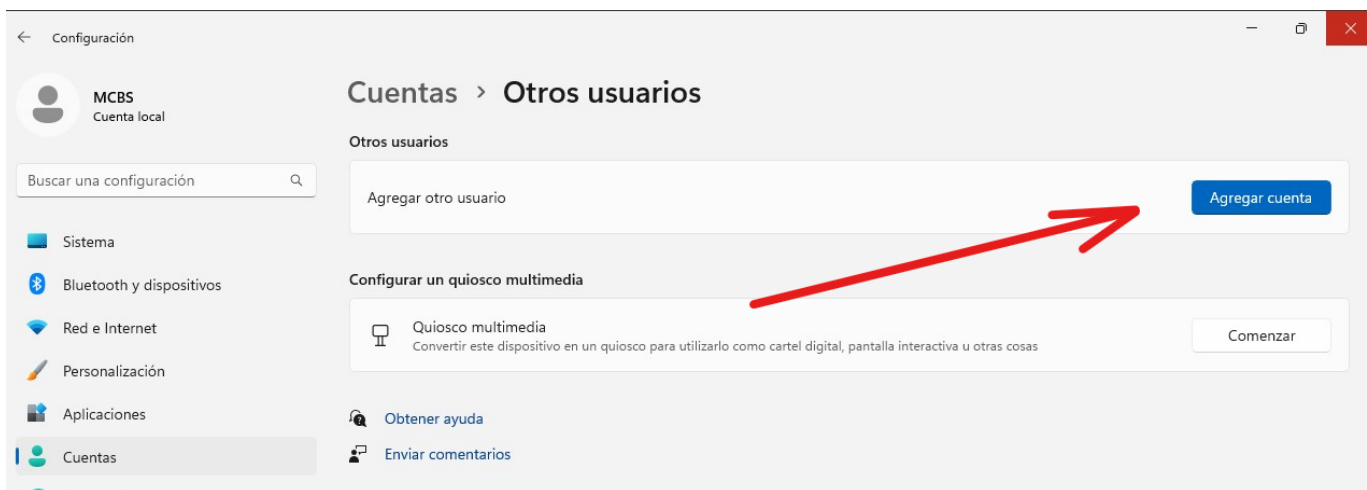 Configuración
MCBS
Cuenta local
Buscar una configuración
Sistema
Bluetooth y dispositivos
Red e Internet
Personalización
Aplicaciones
Cuentas
Cuentas > Otros usuarios
Otros usuarios
Agregar otro usuario
Agregar cuenta
Configurar un quiosco multimedia
Quiosco multimedia
Convertir este dispositivo en un quiosco para utilizarlo como cartel digital, pantalla interactiva u otras cosas
Comenzar
Obtener ayuda
Enviar comentarios